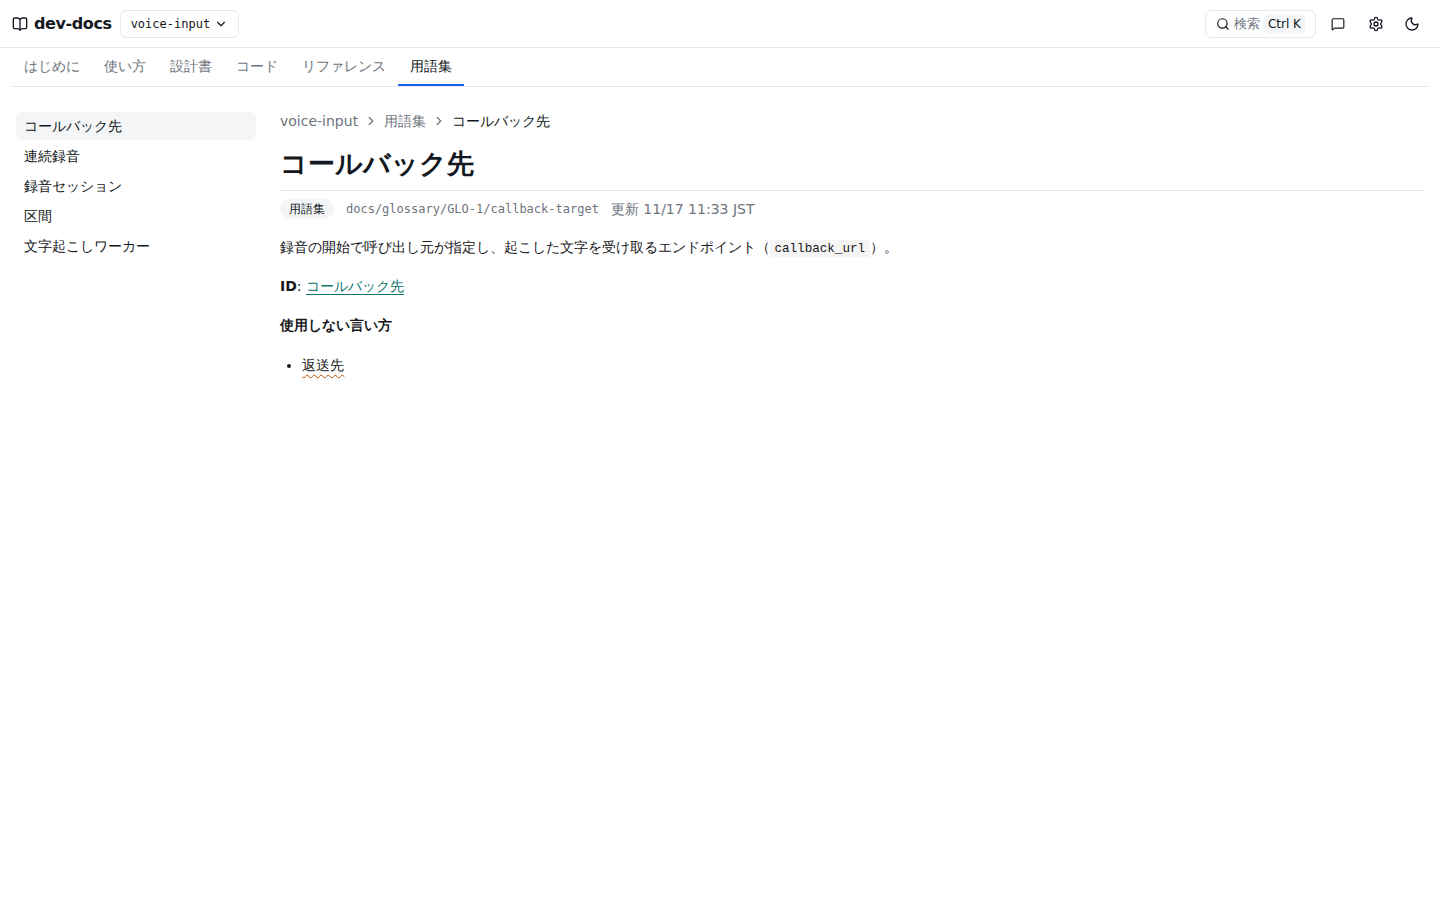 dev-docs voice-input 検索 Ctrl K
はじめに 使い方 設計書 コード リファレンス 用語集
コールバック先
連続録音
録音セッション
区間
文字起こしワーカー
voice-input 用語集 コールバック先
コールバック先
用語集 docs/glossary/GLO-1/callback-target 更新 11/17 11:33 JST
録音の開始で呼び出し元が指定し、起こした文字を受け取るエンドポイント（callback_url）。
ID: コールバック先
使用しない言い方
返送先